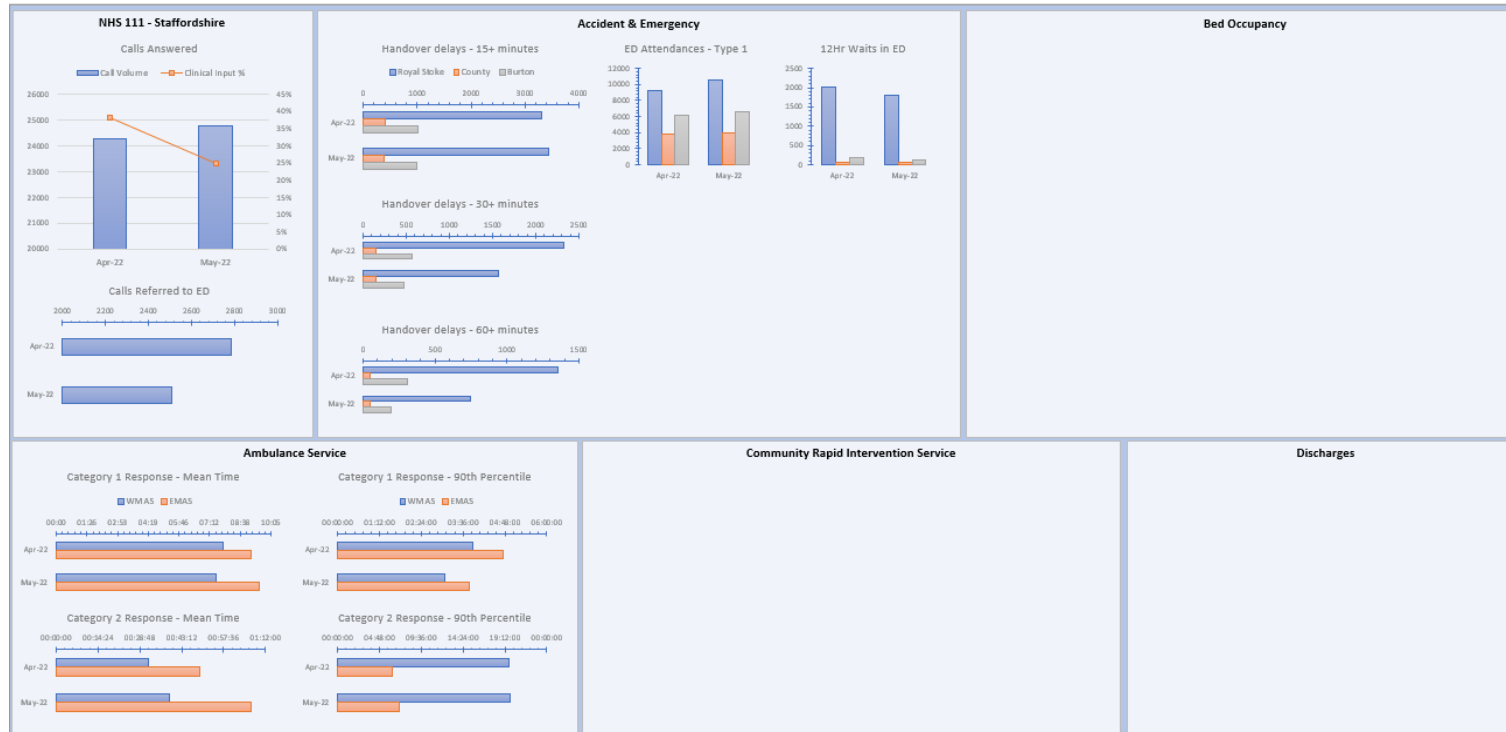 NHS 111 - Staffordshire
Calls Answered
Call Volume Clinical Input %
26000
25000
24000
23000
22000
21000
20000
45%
40%
35%
30%
25%
20%
15%
10%
5%
0%
Apr-22 May-22
Calls Referred to ED
2000 2200 2400 2600 2800 3000
Apr-22
May-22
Accident & Emergency
Handover delays - 15+ minutes
Royal Stoke County Burton
0 1000 2000 3000 4000
Apr-22
May-22
Handover delays - 30+ minutes
0 500 1000 1500 2000 2500
Apr-22
May-22
Handover delays - 60+ minutes
0 500 1000 1500
Apr-22
May-22
ED Attendances - Type 1
12000
10000
8000
6000
4000
2000
0
Apr-22 May-22
12Hr Waits in ED
2500
2000
1500
1000
500
0
Apr-22 May-22
Bed Occupancy
Ambulance Service
Category 1 Response - Mean Time
WMAS EMAS
00:00 01:26 02:53 04:19 05:46 07:12 08:38 10:05
Apr-22
May-22
Category 1 Response - 90th Percentile
WMAS EMAS
00:00:00 01:12:00 02:24:00 03:36:00 04:48:00 06:00:00
Apr-22
May-22
Category 2 Response - Mean Time
00:00:00 00:14:24 00:28:48 00:43:12 00:57:36 01:12:00
Apr-22
May-22
Category 2 Response - 90th Percentile
00:00:00 04:48:00 09:36:00 14:24:00 19:12:00 00:00:00
Apr-22
May-22
Community Rapid Intervention Service
Discharges